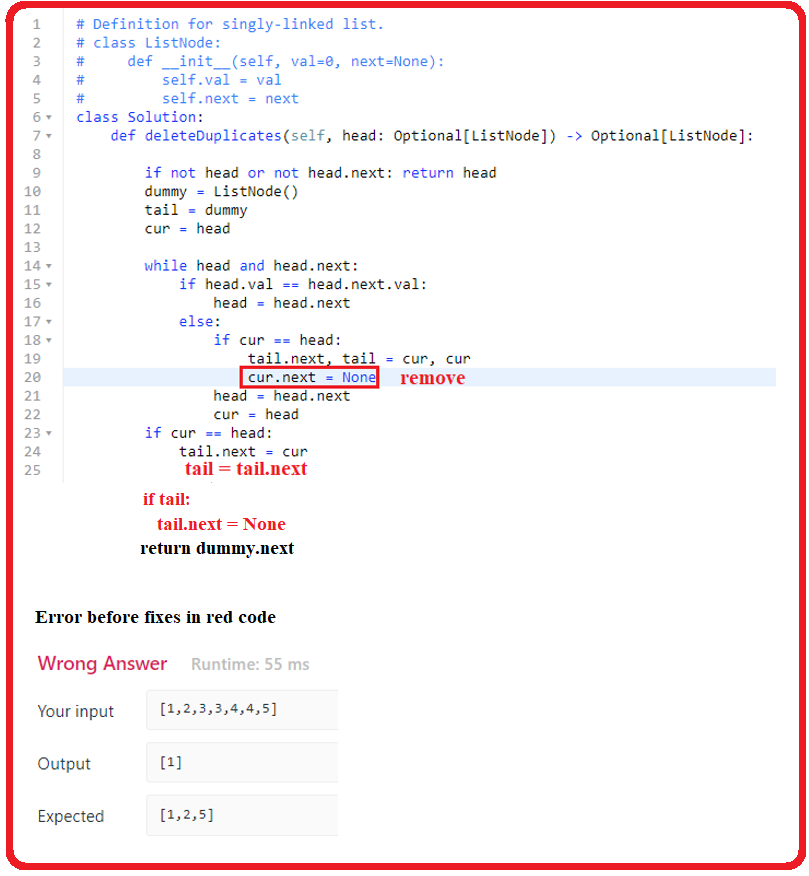 1 # Definition for singly-linked list.
2 # class ListNode:
3 #     def __init__(self, val=0, next=None):
4 #         self.val = val
5 #         self.next = next
6 class Solution:
7     def deleteDuplicates(self, head: Optional[ListNode]) -> Optional[ListNode]:
8
9         if not head or not head.next: return head
10         dummy = ListNode()
11         tail = dummy
12         cur = head
13
14         while head and head.next:
15             if head.val == head.next.val:
16                 head = head.next
17             else:
18                 if cur == head:
19                     tail.next, tail = cur, cur
20                     cur.next = None remove
21                 head = head.next
22                 cur = head
23         if cur == head:
24             tail.next = cur
25             tail = tail.next
if tail:
tail.next = None
return dummy.next
Error before fixes in red code
Wrong Answer Runtime: 55 ms
Your input [1,2,3,3,4,4,5]
Output [1]
Expected [1,2,5]